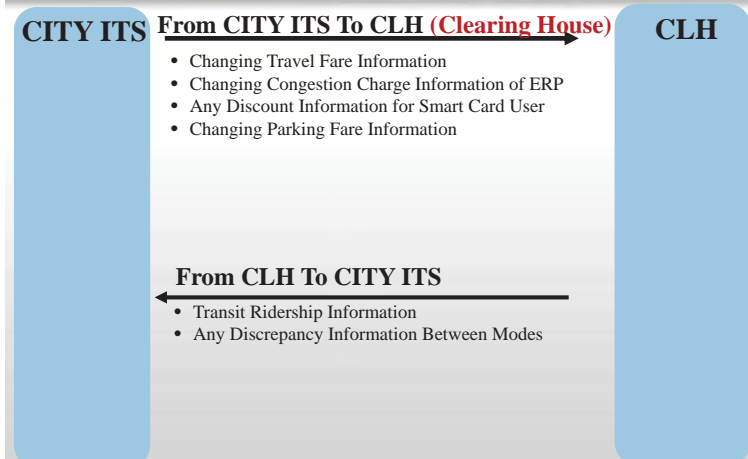 CITY ITS
From CITY ITS To CLH (Clearing House)
CLH
• Changing Travel Fare Information
• Changing Congestion Charge Information of ERP
• Any Discount Information for Smart Card User
• Changing Parking Fare Information
From CLH To CITY ITS
• Transit Ridership Information
• Any Discrepancy Information Between Modes